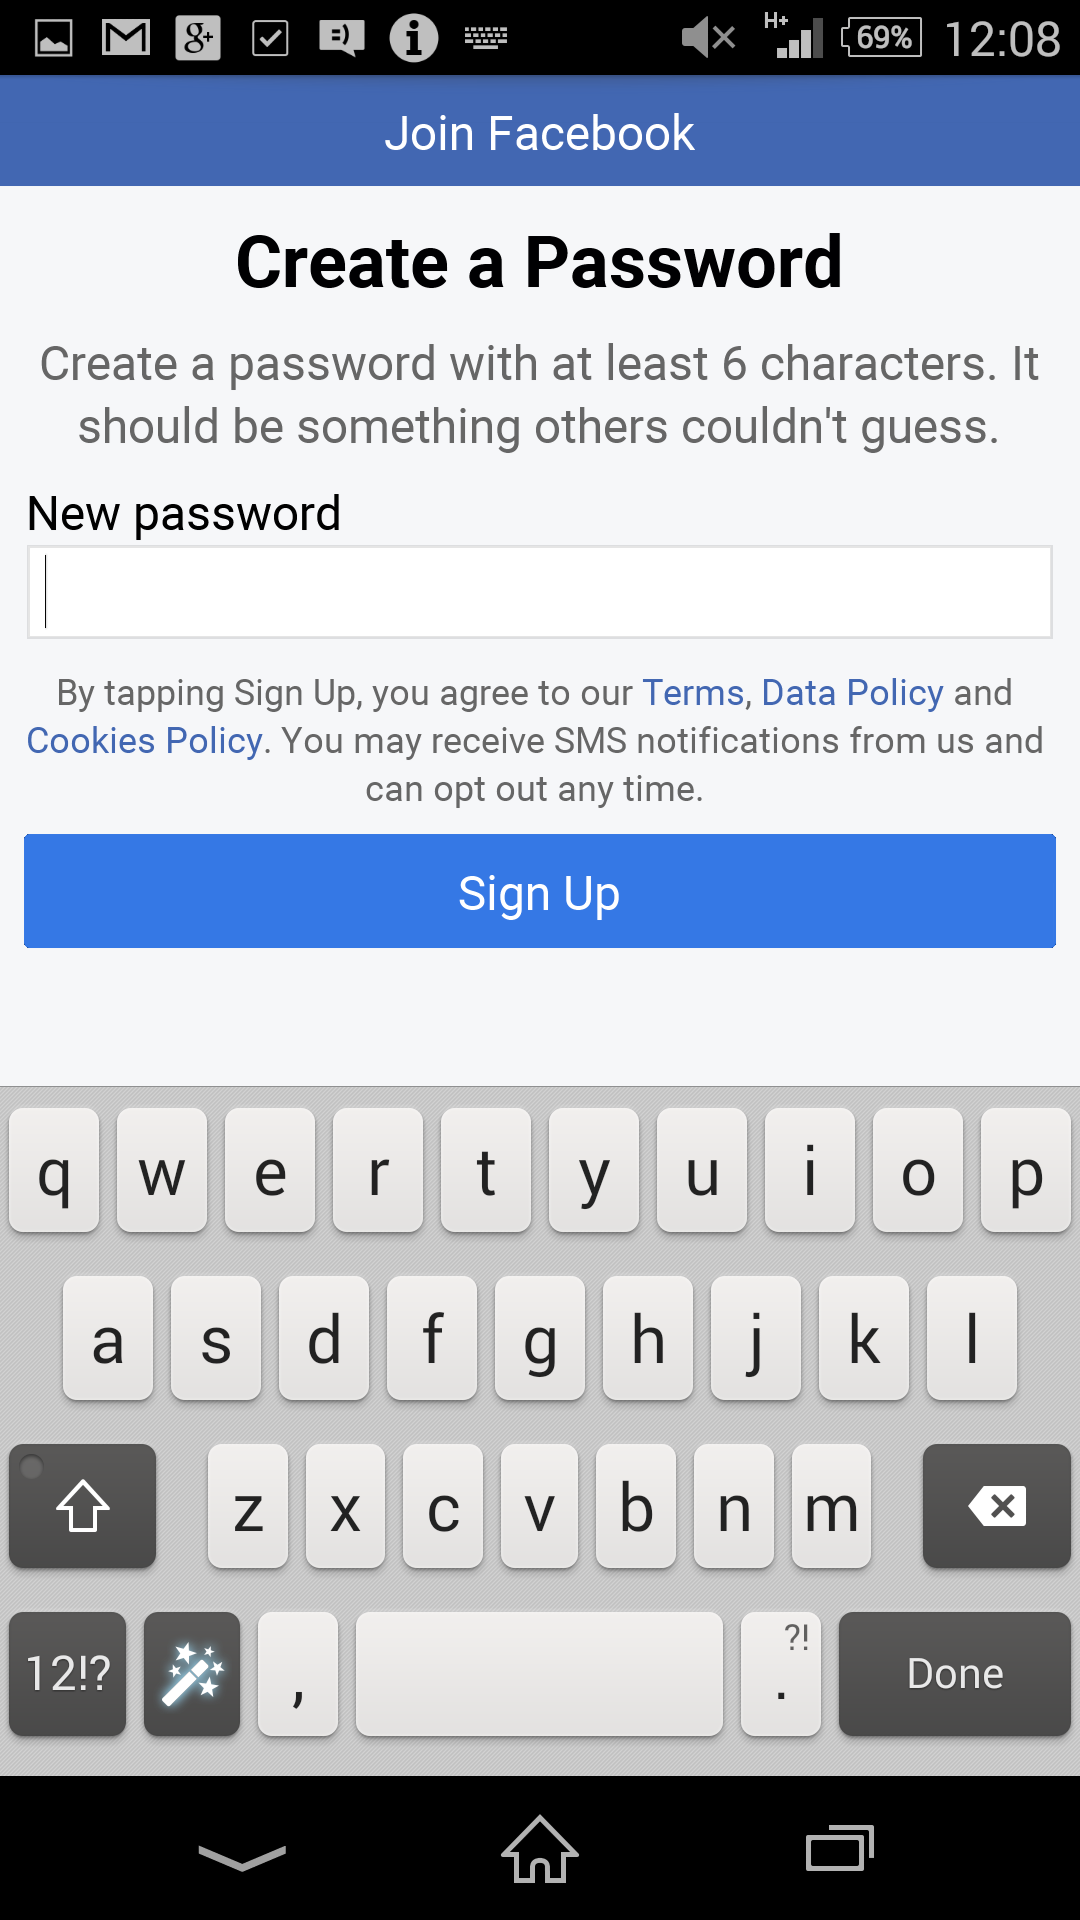 H+ 69% 12:08
Join Facebook
Create a Password
Create a password with at least 6 characters. It
should be something others couldn't guess.
New password
By tapping Sign Up, you agree to our Terms, Data Policy and
Cookies Policy. You may receive SMS notifications from us and
can opt out any time.
Sign Up
q w e r t y u i o p
a s d f g h j k l
z x c v b n m
12!? , . ?! Done